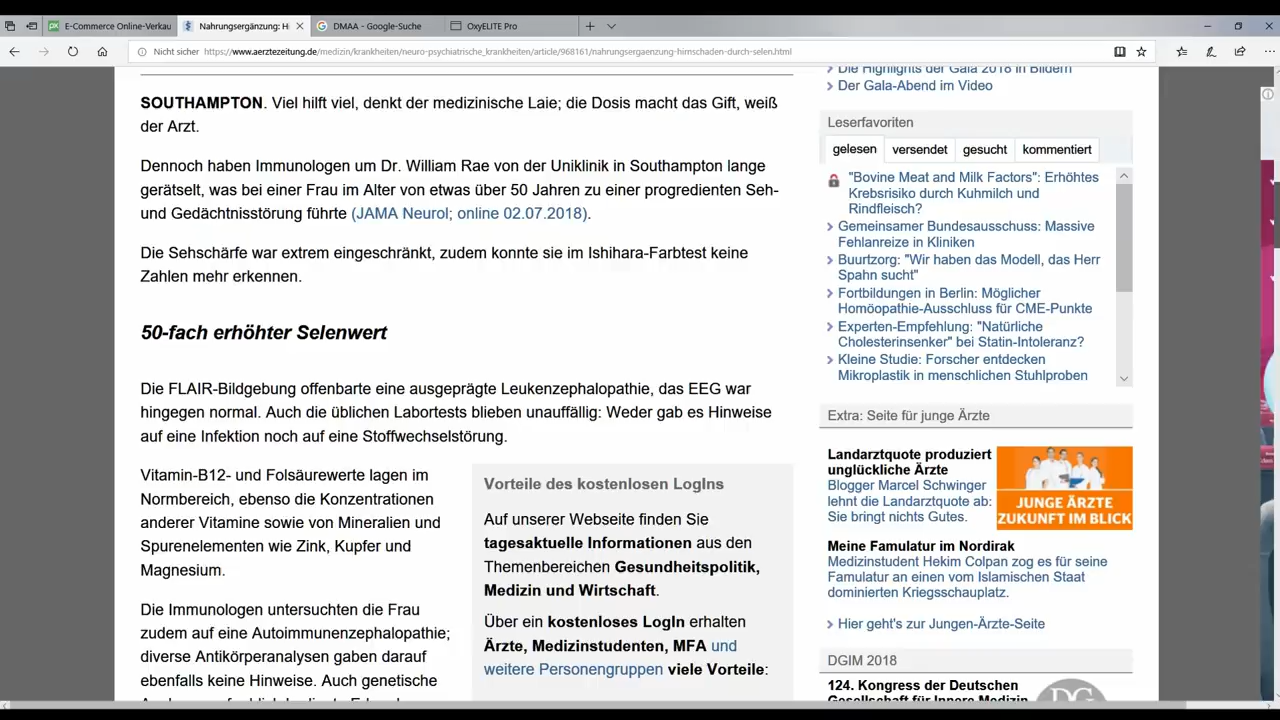 E-Commerce Online-Verkau
Nahrungsergänzung: Hi
DMAA - Google-Suche
OxyELITE Pro
Nicht sicher https://www.aerztezeitung.de/medizin/krankheiten/neuro-psychiatrische_krankheiten/article/968161/nahrungsergaenzung-hirnschaden-durch-selen.html
SOUTHAMPTON. Viel hilft viel, denkt der medizinische Laie; die Dosis macht das Gift, weiß
der Arzt.
Dennoch haben Immunologen um Dr. William Rae von der Uniklinik in Southampton lange
gerätselt, was bei einer Frau im Alter von etwas über 50 Jahren zu einer progredienten Seh-
und Gedächtnisstörung führte (JAMA Neurol; online 02.07.2018).
Die Sehschärfe war extrem eingeschränkt, zudem konnte sie im Ishihara-Farbtest keine
Zahlen mehr erkennen.
50-fach erhöhter Selenwert
Die FLAIR-Bildgebung offenbarte eine ausgeprägte Leukenzephalopathie, das EEG war
hingegen normal. Auch die üblichen Labortests blieben unauffällig: Weder gab es Hinweise
auf eine Infektion noch auf eine Stoffwechselstörung.
Vitamin-B12- und Folsäurewerte lagen im
Normbereich, ebenso die Konzentrationen
anderer Vitamine sowie von Mineralien und
Spurenelementen wie Zink, Kupfer und
Magnesium.
Die Immunologen untersuchten die Frau
zudem auf eine Autoimmunenzephalopathie;
diverse Antikörperanalysen gaben darauf
ebenfalls keine Hinweise. Auch genetische
Vorteile des kostenlosen LogIns
Auf unserer Webseite finden Sie
tagesaktuelle Informationen aus den
Themenbereichen Gesundheitspolitik,
Medizin und Wirtschaft.
Über ein kostenloses LogIn erhalten
Ärzte, Medizinstudenten, MFA und
weitere Personengruppen viele Vorteile:
Die Highlights der Gala 2018 in Bildern
Der Gala-Abend im Video
Leserfavoriten
gelesen versendet gesucht kommentiert
"Bovine Meat and Milk Factors": Erhöhtes
Krebsrisiko durch Kuhmilch und
Rindfleisch?
Gemeinsamer Bundesausschuss: Massive
Fehlanreize in Kliniken
Buurtzorg: "Wir haben das Modell, das Herr
Spahn sucht"
Fortbildungen in Berlin: Möglicher
Homöopathie-Ausschluss für CME-Punkte
Experten-Empfehlung: "Natürliche
Cholesterinsenker" bei Statin-Intoleranz?
Kleine Studie: Forscher entdecken
Mikroplastik in menschlichen Stuhlproben
Extra: Seite für junge Ärzte
Landarztquote produziert
unglückliche Ärzte
Blogger Marcel Schwinger
lehnt die Landarztquote ab:
Sie bringt nichts Gutes.
JUNGE ÄRZTE
ZUKUNFT IM BLICK
Meine Famulatur im Nordirak
Medizinstudent Hekim Colpan zog es für seine
Famulatur an einen vom Islamischen Staat
dominierten Kriegsschauplatz.
Hier geht's zur Jungen-Ärzte-Seite
DGIM 2018
124. Kongress der Deutschen
Gesellschaft für Innere Medizin
DG